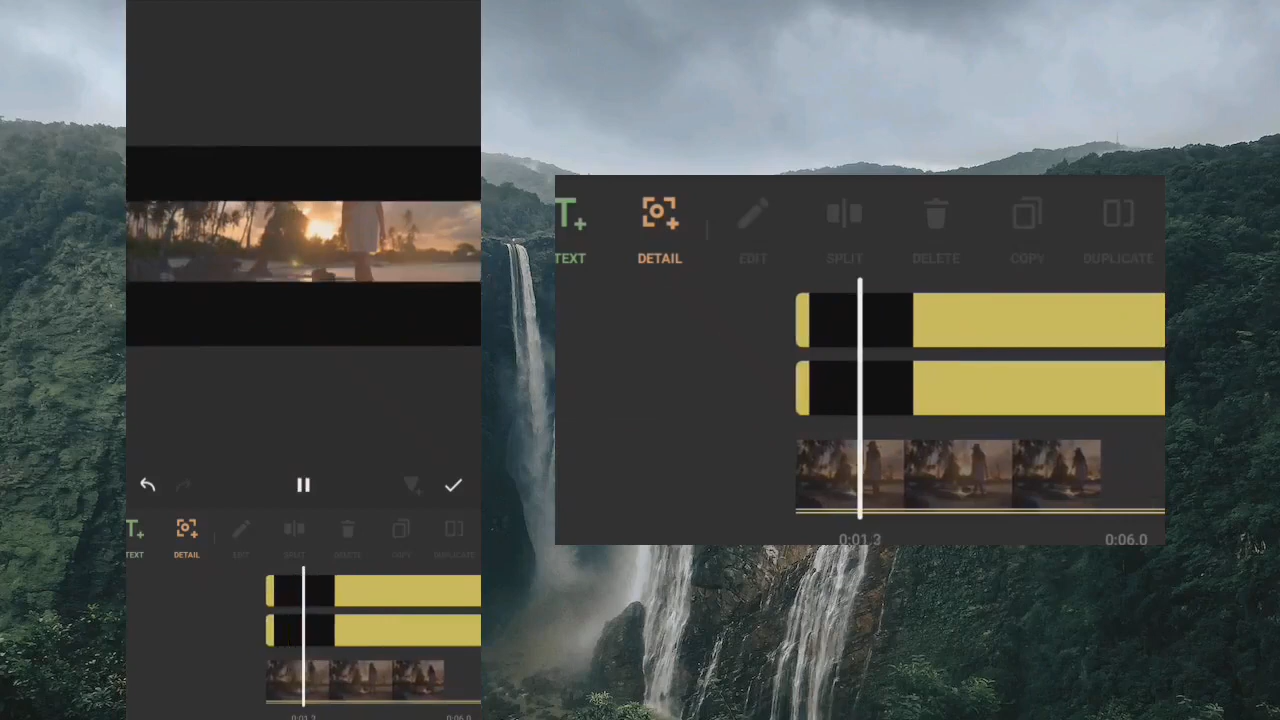 TEXT DETAIL EDIT SPLIT DELETE COPY DUPLICATE
0:01.3 0:06.0
TEXT DETAIL EDIT SPLIT DELETE COPY DUPLICATE
0:01.3 0:06.0